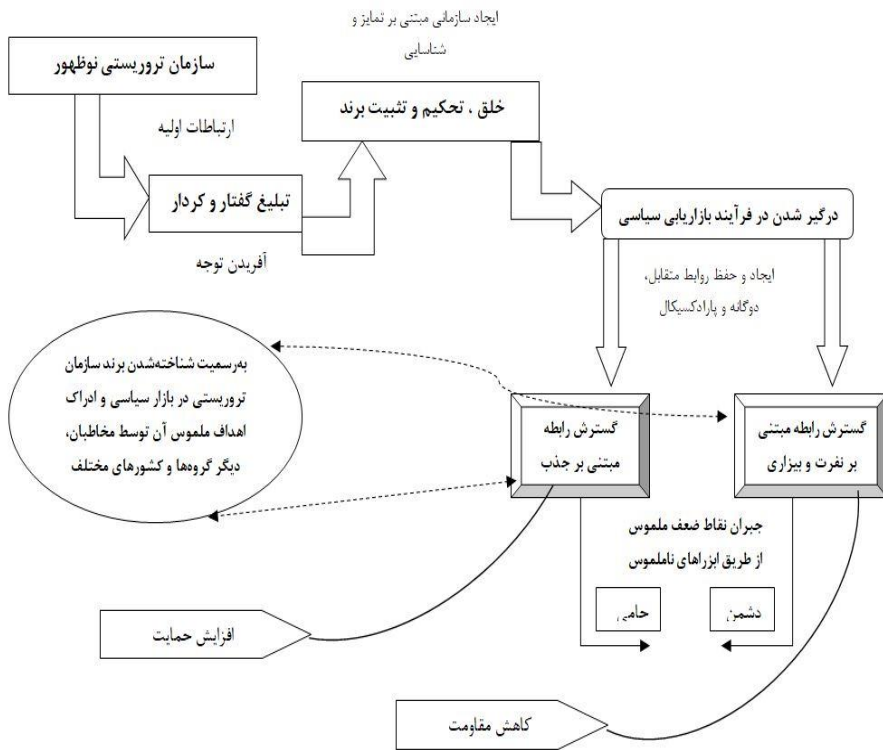 ایجاد سازمانی مبتنی بر تمایز و
شناسایی
سازمان تروریستی نوظهور
خلق ، تحکیم و تثبیت برند
ارتباطات اولیه
تبلیغ گفتار و کردار
آفریدن توجه
درگیر شدن در فرآیند بازاریابی سیاسی
ایجاد و حفظ روابط متقابل،
دوگانه و پارادکسیکال
به‌رسمیت شناخته‌شدن برند سازمان
تروریستی در بازار سیاسی و ادراک
اهداف ملموس آن توسط مخاطبان،
دیگر گروه‌ها و کشورهای مختلف
گسترش رابطه
مبتنی بر جذب
گسترش رابطه مبتنی
بر نفرت و بیزاری
جبران نقاط ضعف ملموس
از طریق ابزراهای ناملموس
حامی
دشمن
افزایش حمایت
کاهش مقاومت